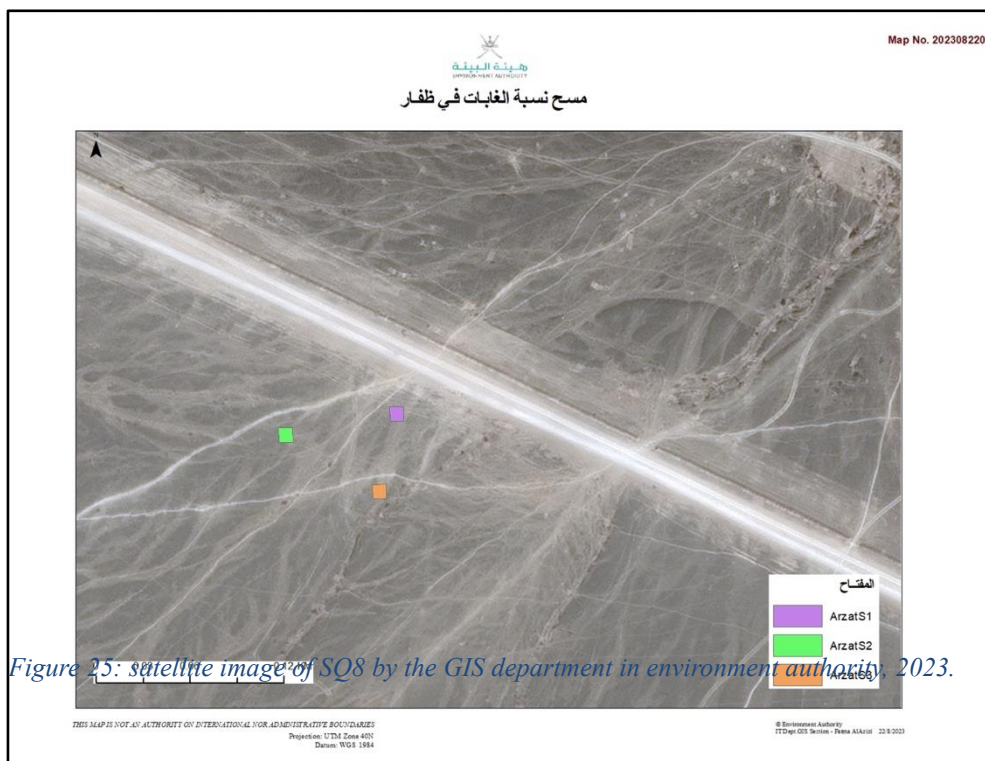 Map No. 202308220
هيئة البيئة
ENVIRONMENT AUTHORITY
مسح نسبة الغابات في ظفار
N
المفتاح
ArzatS1
ArzatS2
ArzatS3
Figure 25: satellite image of SQ8 by the GIS department in environment authority, 2023.
THIS MAP IS NOT AN AUTHORITY ON INTERNATIONAL NOR ADMINISTRATIVE BOUNDARIES
Projection: UTM Zone 40N
Datum: WGS 1984
© Environment Authority
IT Dept.GIS Section - Fatma AlAzizi 22/8/2023